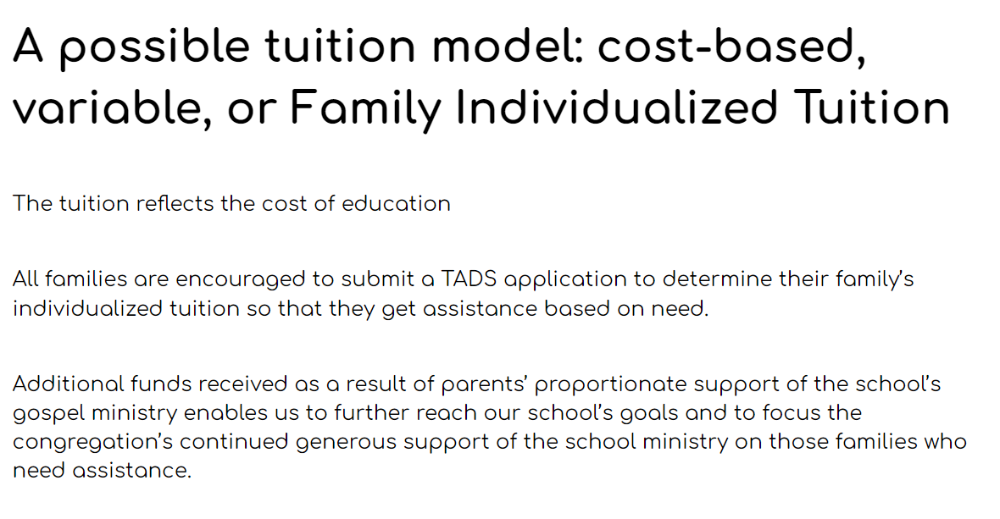 A possible tuition model: cost-based,
variable, or Family Individualized Tuition
The tuition reflects the cost of education
All families are encouraged to submit a TADS application to determine their family’s
individualized tuition so that they get assistance based on need.
Additional funds received as a result of parents’ proportionate support of the school’s
gospel ministry enables us to further reach our school’s goals and to focus the
congregation’s continued generous support of the school ministry on those families who
need assistance.